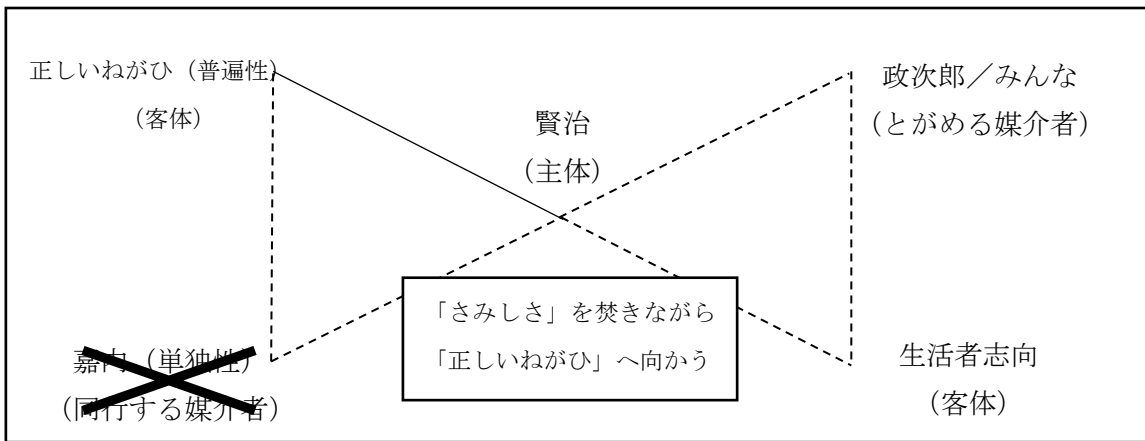 正しいねがひ（普遍性）
（客体）
賢治
（主体）
政次郎／みんな
（とがめる媒介者）
「さみしさ」を焚きながら
「正しいねがひ」へ向かう
嘉内（単独性）
（同行する媒介者）
生活者志向
（客体）